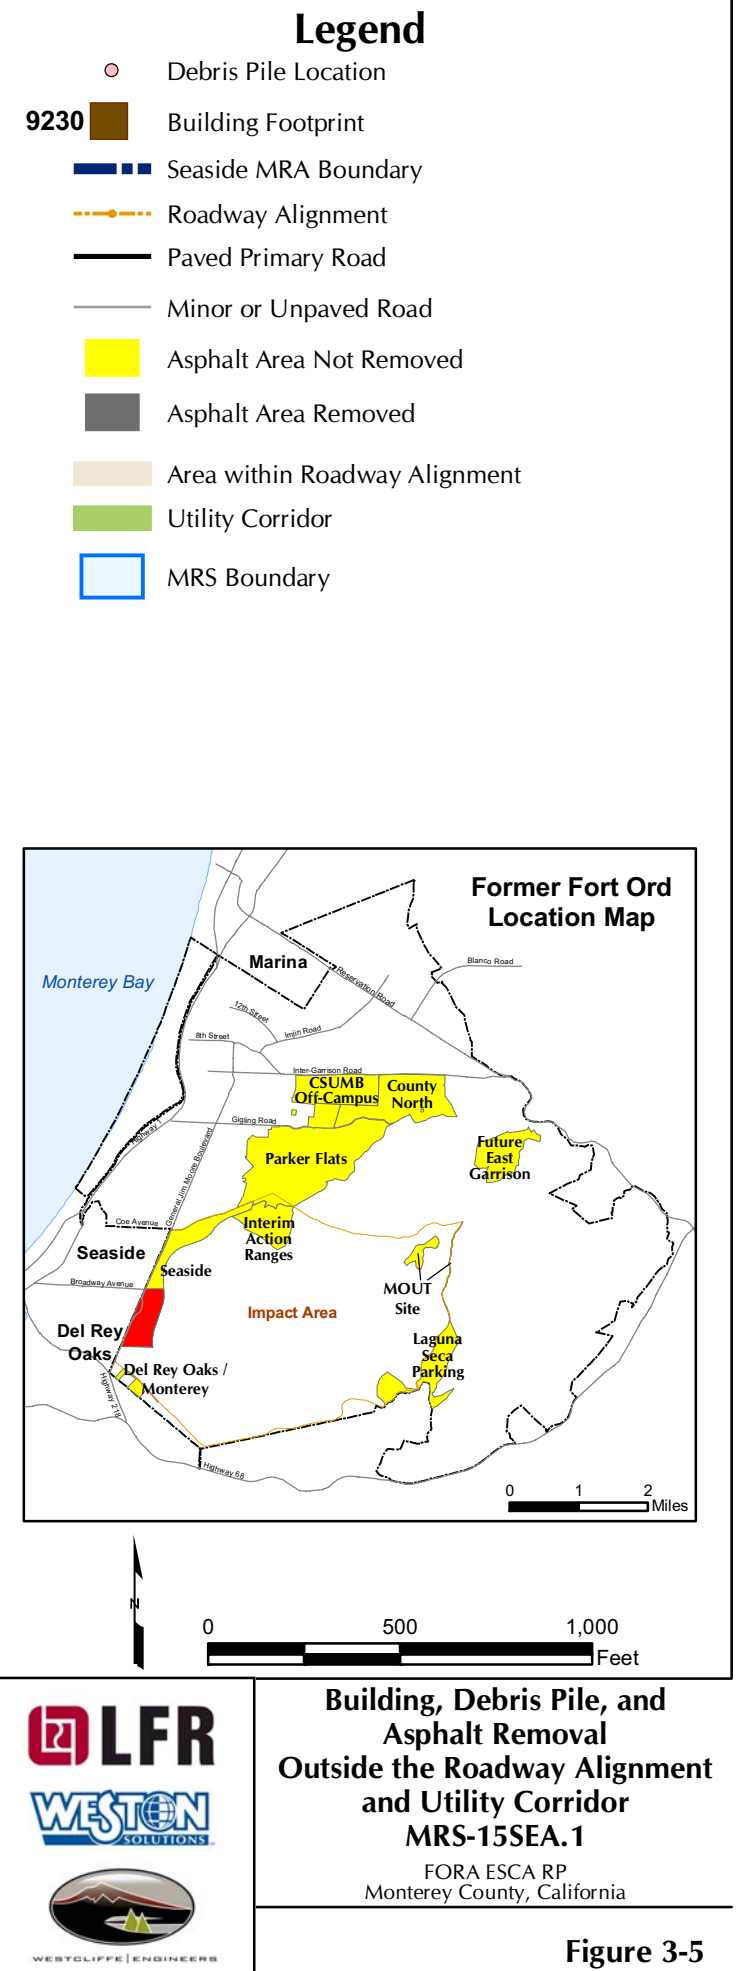 Legend
Debris Pile Location
9230 Building Footprint
Seaside MRA Boundary
Roadway Alignment
Paved Primary Road
Minor or Unpaved Road
Asphalt Area Not Removed
Asphalt Area Removed
Area within Roadway Alignment
Utility Corridor
MRS Boundary
Former Fort Ord
Location Map
Monterey Bay
Marina
Blanco Road
Reservation Road
12th Street
8th Street
Imjin Road
Inter-Garrison Road
CSUMB
Off-Campus
County
North
Highway 1
Gigling Road
General Jim Moore Boulevard
Parker Flats
Future
East
Garrison
Coe Avenue
Interim
Action
Ranges
Seaside
Seaside
Broadway Avenue
MOUT
Site
Impact Area
Del Rey
Oaks
Laguna
Seca
Parking
Del Rey Oaks /
Monterey
Highway 218
Highway 68
0 1 2
Miles
N
0 500 1,000
Feet
LFR
WESTON
SOLUTIONS
WESTCLIFFE | ENGINEERS
Building, Debris Pile, and
Asphalt Removal
Outside the Roadway Alignment
and Utility Corridor
MRS-15SEA.1
FORA ESCA RP
Monterey County, California
Figure 3-5